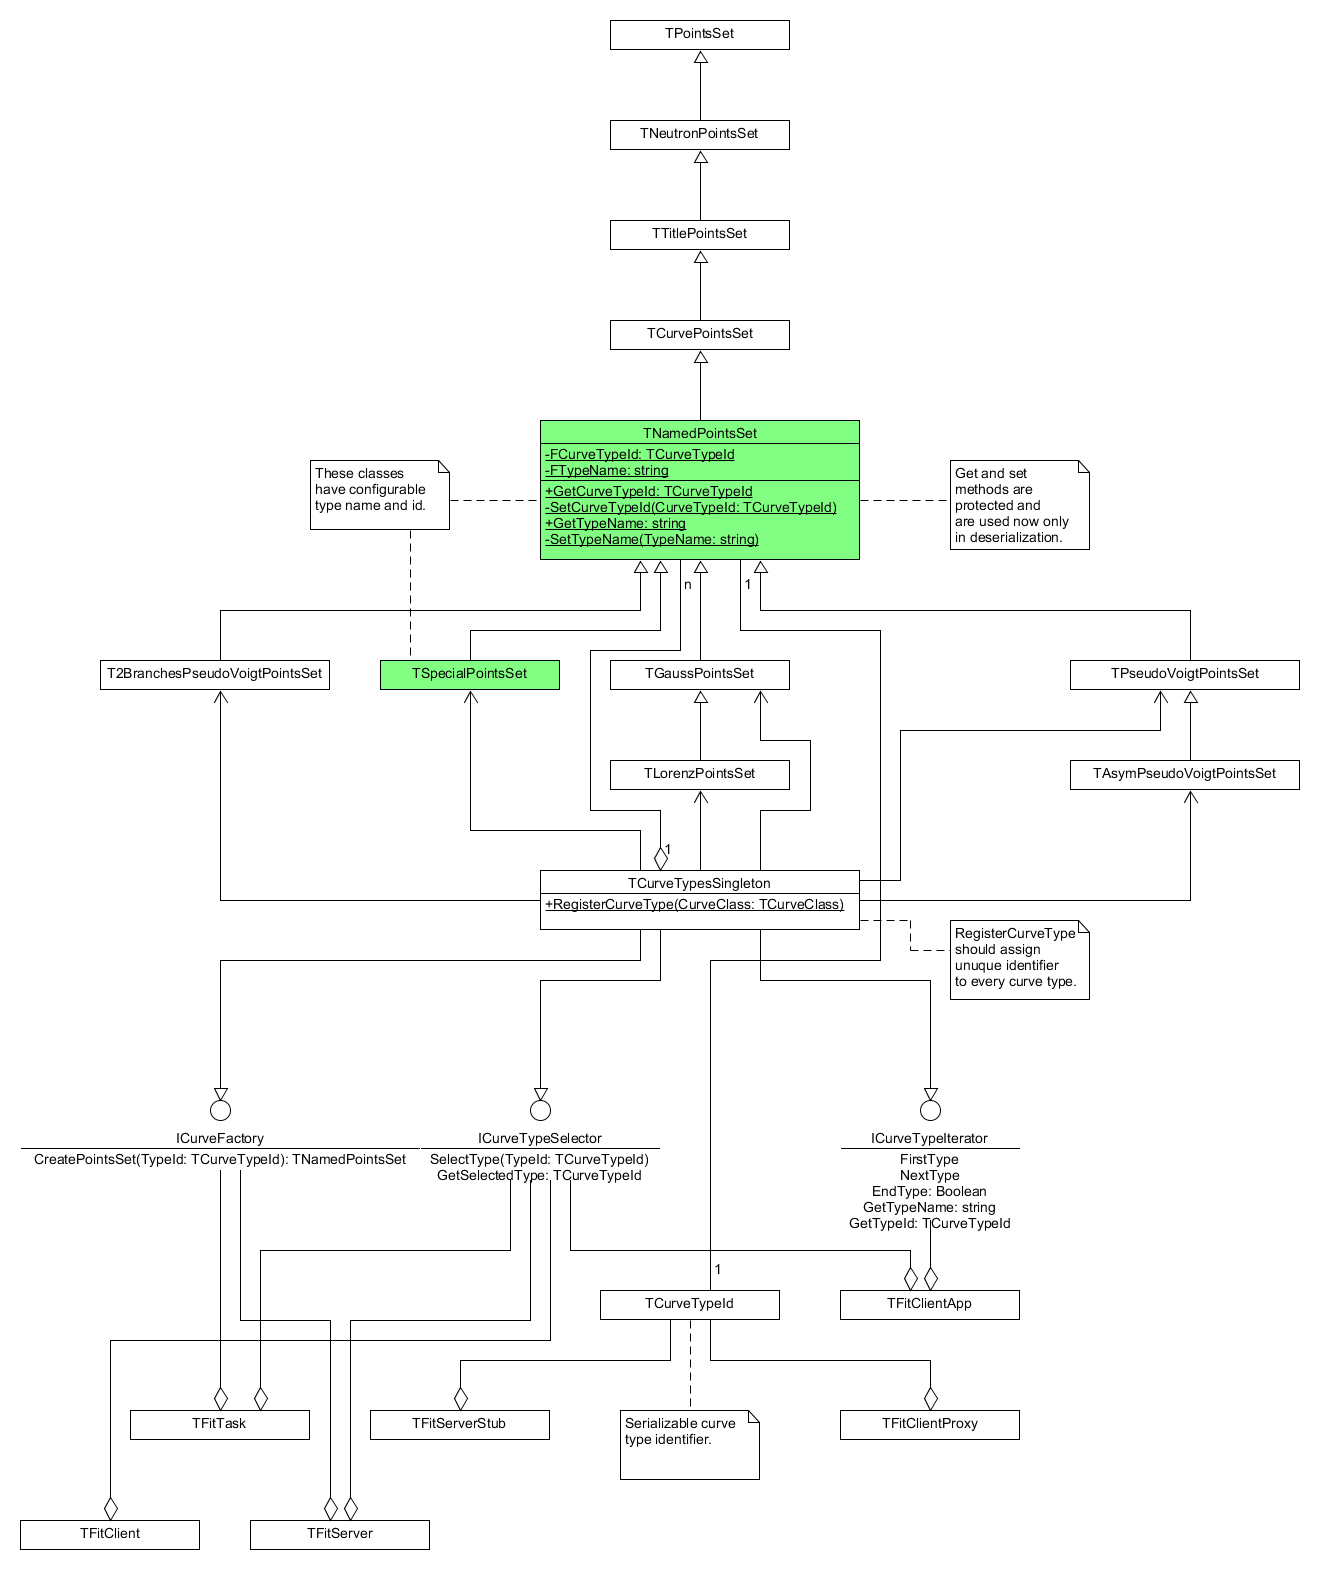 TPointsSet
TNeutronPointsSet
TTitlePointsSet
TCurvePointsSet
TNamedPointsSet
-FCurveTypeId: TCurveTypeId
-FTypeName: string
+GetCurveTypeId: TCurveTypeId
-SetCurveTypeId(CurveTypeId: TCurveTypeId)
+GetTypeName: string
-SetTypeName(TypeName: string)
These classes
have configurable
type name and id.
Get and set
methods are
protected and
are used now only
in deserialization.
n
1
T2BranchesPseudoVoigtPointsSet
TSpecialPointsSet
TGaussPointsSet
TPseudoVoigtPointsSet
TLorenzPointsSet
TAsymPseudoVoigtPointsSet
1
TCurveTypesSingleton
+RegisterCurveType(CurveClass: TCurveClass)
RegisterCurveType
should assign
unuque identifier
to every curve type.
ICurveFactory
CreatePointsSet(TypeId: TCurveTypeId): TNamedPointsSet
ICurveTypeSelector
SelectType(TypeId: TCurveTypeId)
GetSelectedType: TCurveTypeId
ICurveTypeIterator
FirstType
NextType
EndType: Boolean
GetTypeName: string
GetTypeId: TCurveTypeId
1
TCurveTypeId
TFitClientApp
TFitTask
TFitServerStub
Serializable curve
type identifier.
TFitClientProxy
TFitClient
TFitServer